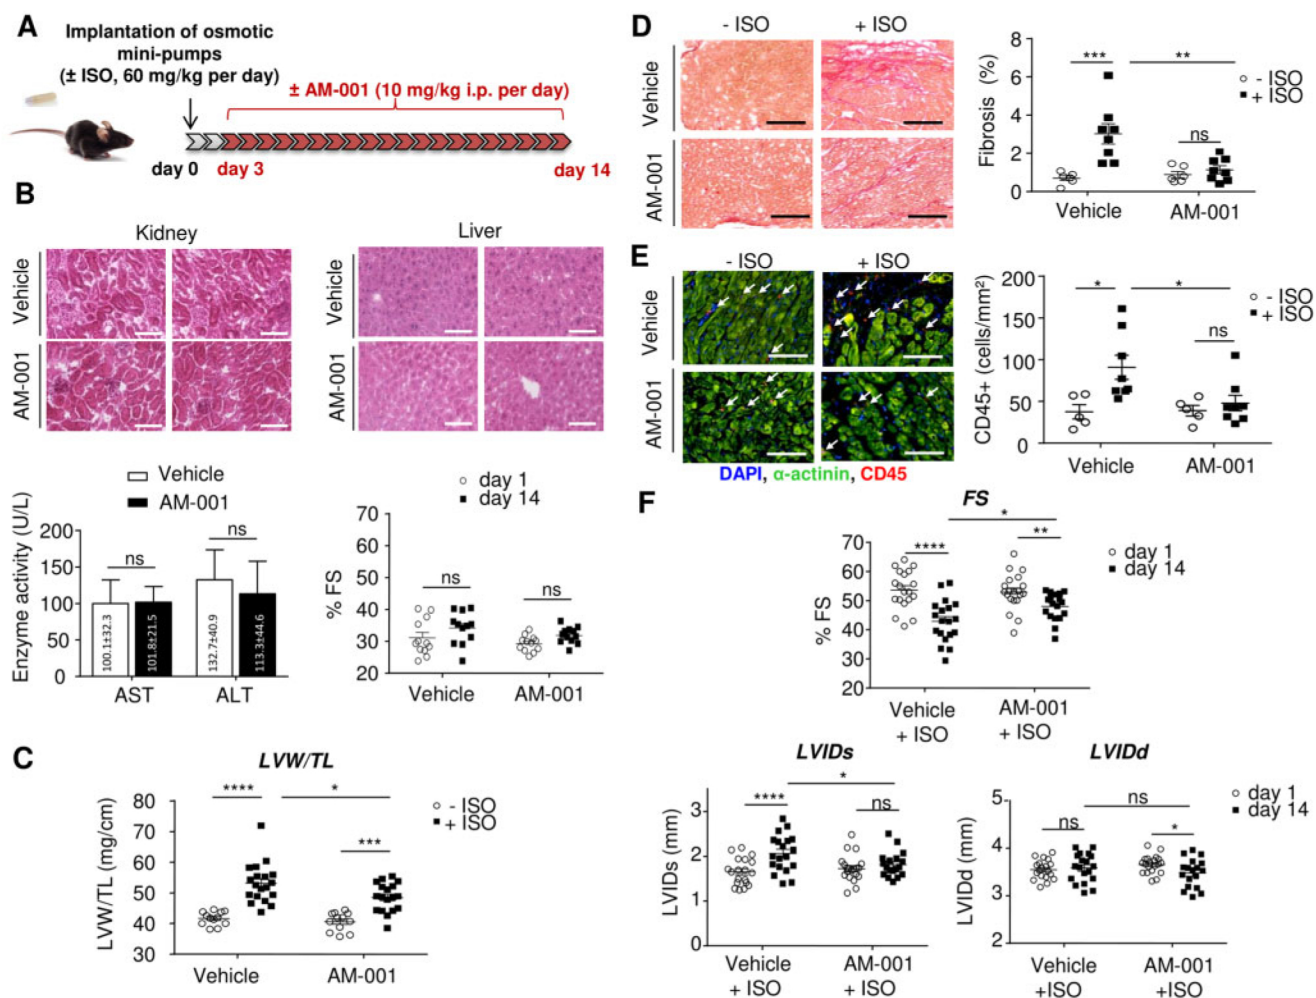 A
Implantation of osmotic
mini-pumps
(± ISO, 60 mg/kg per day)
± AM-001 (10 mg/kg i.p. per day)
day 0
day 3
day 14
B
Kidney
Liver
Vehicle
AM-001
Vehicle
AM-001
Vehicle
AM-001
Enzyme activity (U/L)
200
150
100
50
0
ns
ns
100.1±32.3
101.8±21.5
132.7±40.9
113.3±44.6
AST
ALT
day 1
day 14
% FS
70
60
50
40
30
20
ns
ns
Vehicle
AM-001
C
LVW/TL
LVW/TL (mg/cm)
80
70
60
50
40
30
****
*
***
- ISO
+ ISO
Vehicle
AM-001
D
- ISO
+ ISO
Vehicle
AM-001
Fibrosis (%)
8
6
4
2
0
***
**
ns
- ISO
+ ISO
Vehicle
AM-001
E
- ISO
+ ISO
Vehicle
AM-001
DAPI, α-actinin, CD45
CD45+ (cells/mm²)
200
150
100
50
0
*
*
ns
- ISO
+ ISO
Vehicle
AM-001
F
FS
% FS
70
60
50
40
30
20
****
*
**
day 1
day 14
Vehicle
+ ISO
AM-001
+ ISO
LVIDs
LVIDs (mm)
3
2
1
0
****
*
ns
Vehicle
+ ISO
AM-001
+ ISO
LVIDd
LVIDd (mm)
5
4
3
2
ns
ns
*
day 1
day 14
Vehicle
+ISO
AM-001
+ISO